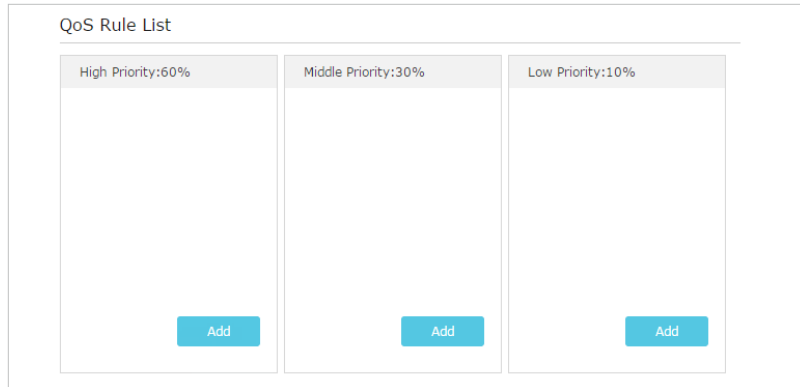 QoS Rule List
High Priority:60%
Middle Priority:30%
Low Priority:10%
Add
Add
Add